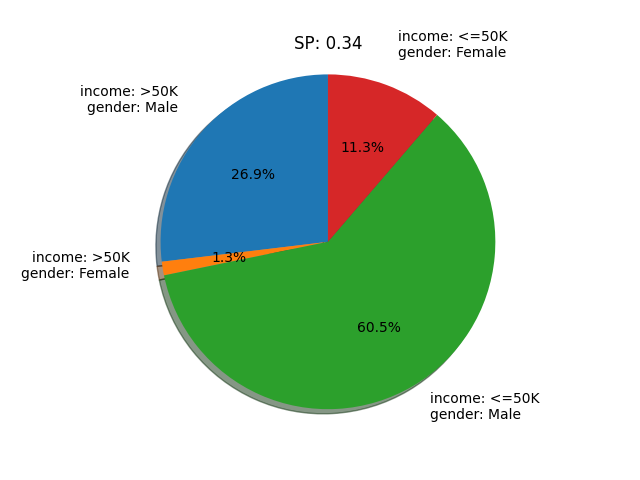 SP: 0.34
income: <=50K
gender: Female
income: >50K
gender: Male
11.3%
26.9%
income: >50K
gender: Female
1.3%
60.5%
income: <=50K
gender: Male